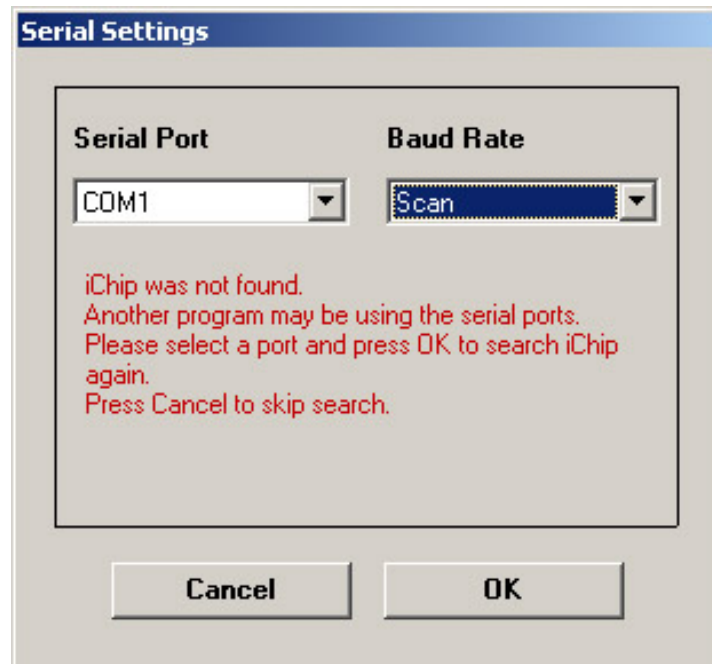 Serial Settings
Serial Port Baud Rate
COM1 Scan
iChip was not found.
Another program may be using the serial ports.
Please select a port and press OK to search iChip
again.
Press Cancel to skip search.
Cancel OK